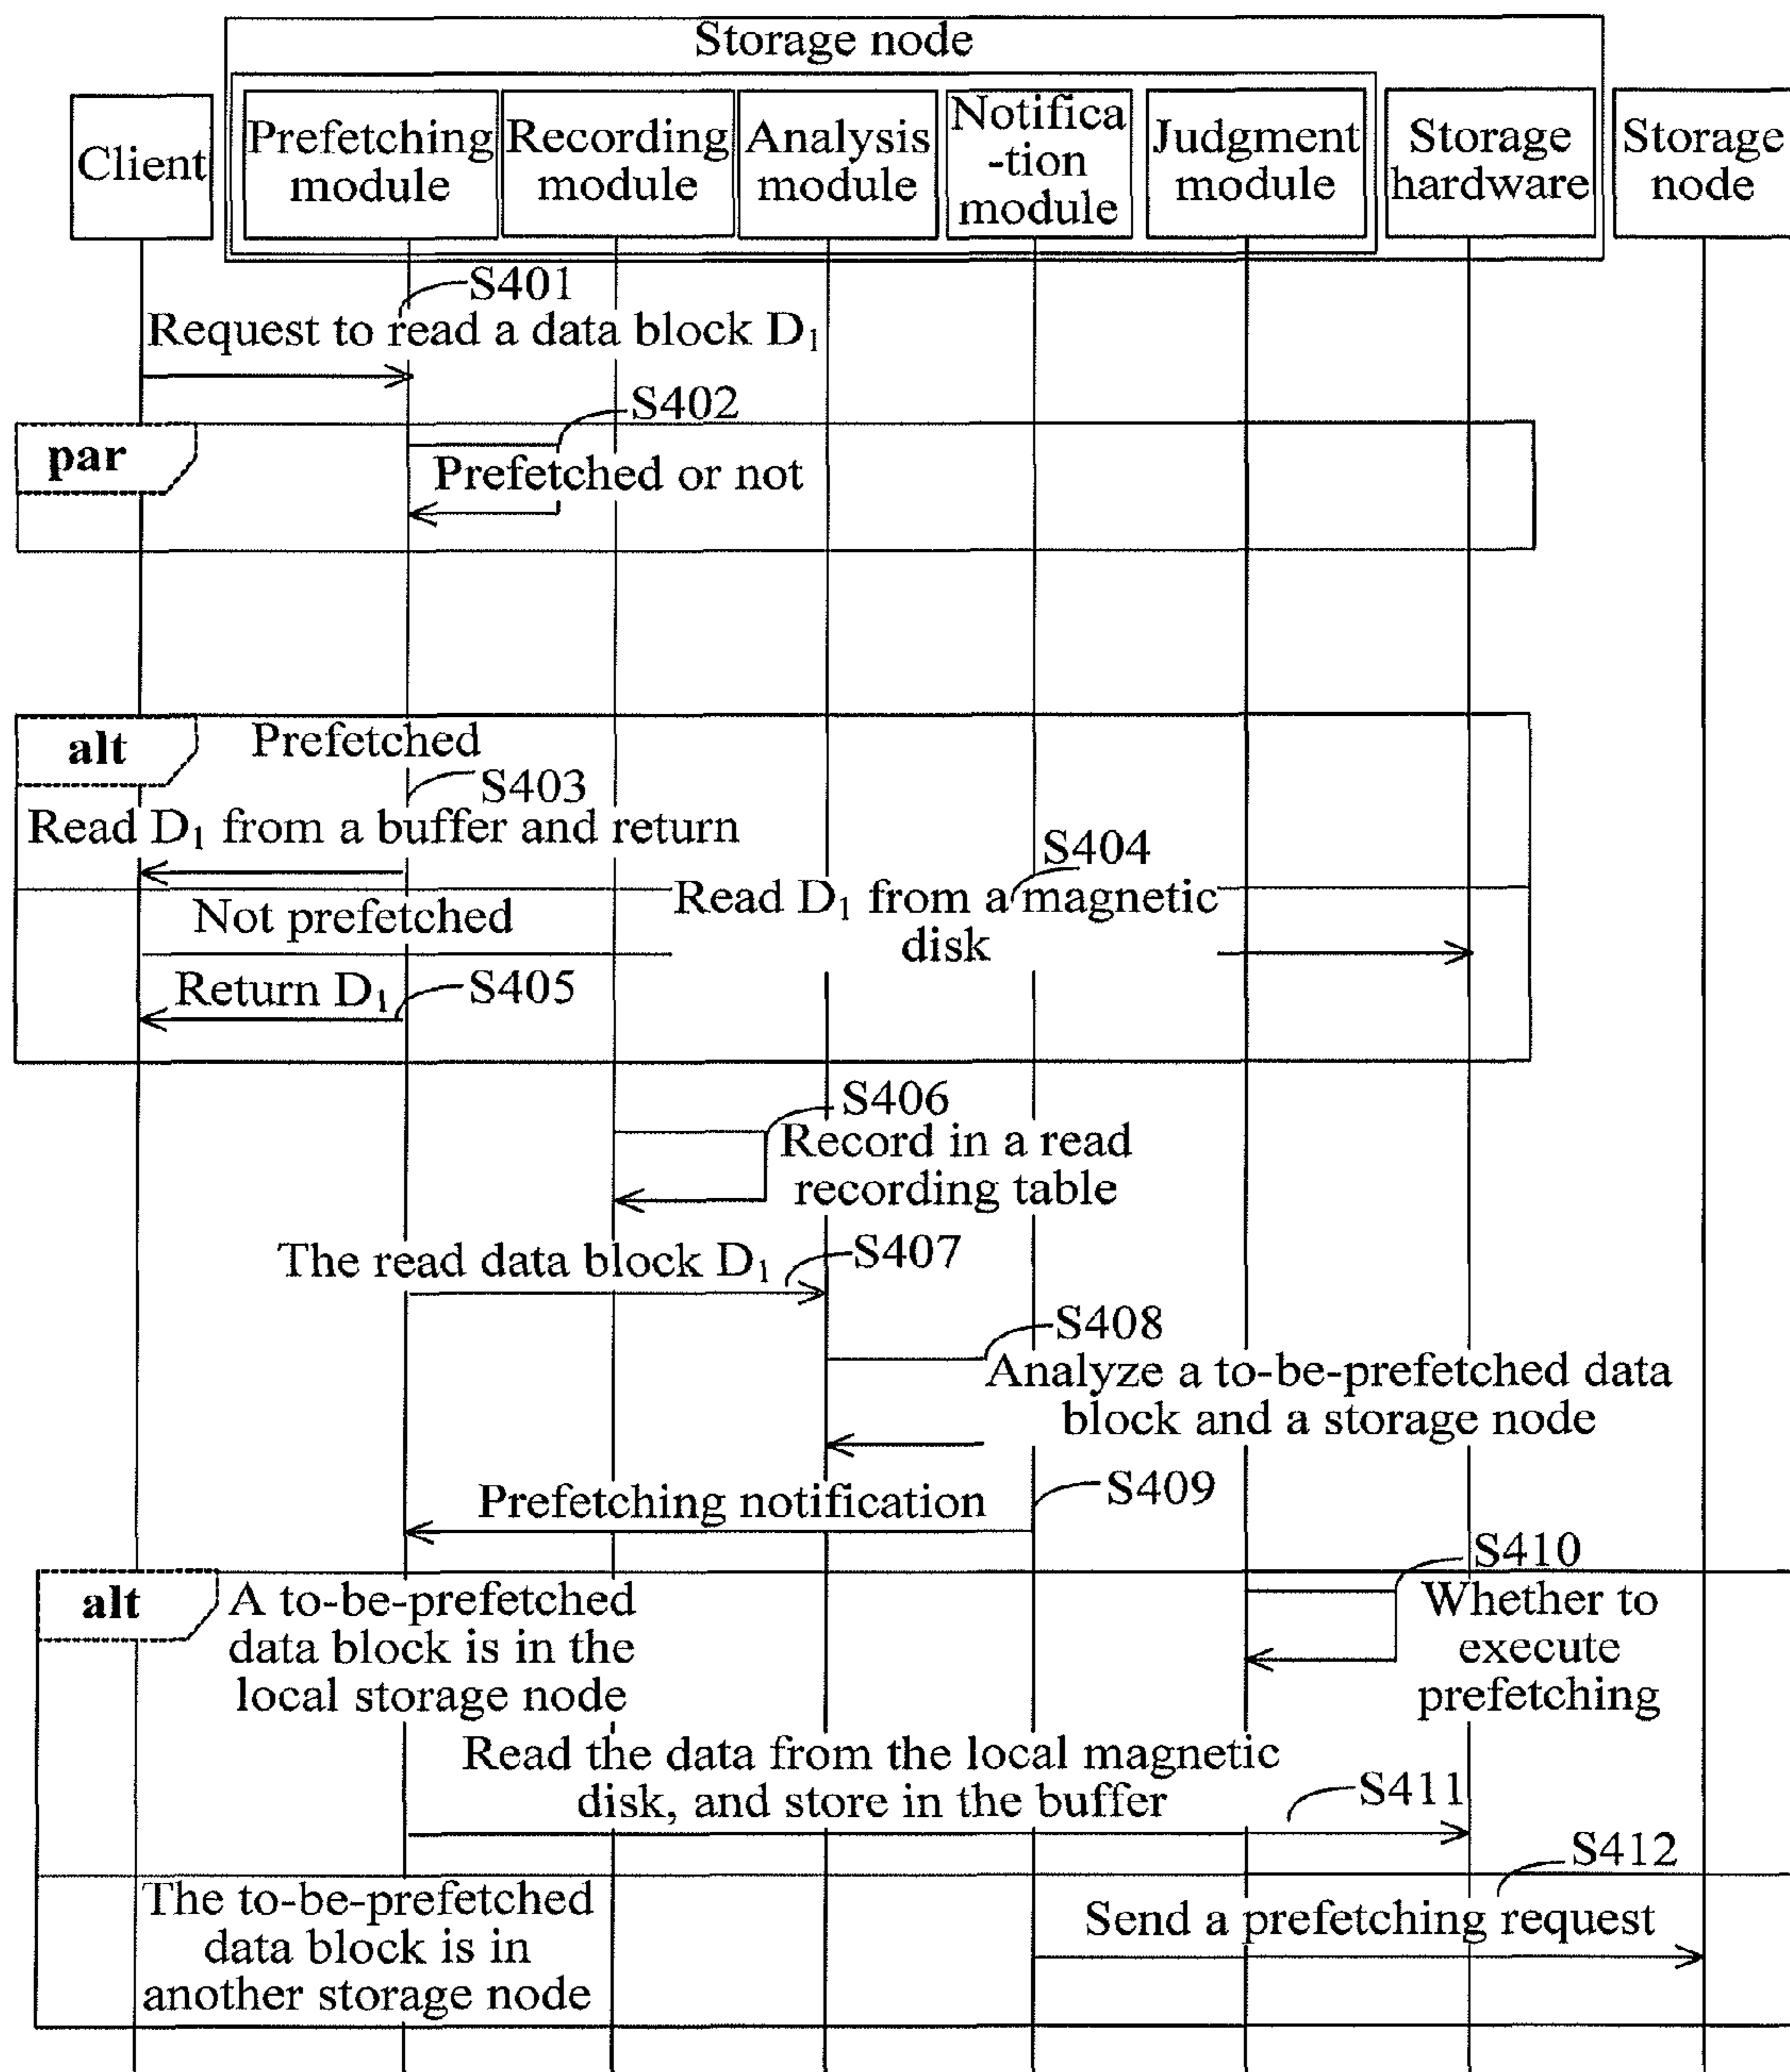 Storage node
Client
Prefetching
module
Recording
module
Analysis
module
Notifica
-tion
module
Judgment
module
Storage
hardware
Storage
node
S401
Request to read a data block D₁
S402
par
Prefetched or not
alt
Prefetched
S403
Read D₁ from a buffer and return
S404
Read D₁ from a magnetic
disk
Not prefetched
Return D₁
S405
S406
Record in a read
recording table
The read data block D₁
S407
S408
Analyze a to-be-prefetched data
block and a storage node
Prefetching notification
S409
S410
alt
A to-be-prefetched
data block is in the
local storage node
Whether to
execute
prefetching
Read the data from the local magnetic
disk, and store in the buffer
S411
S412
The to-be-prefetched
data block is in
another storage node
Send a prefetching request